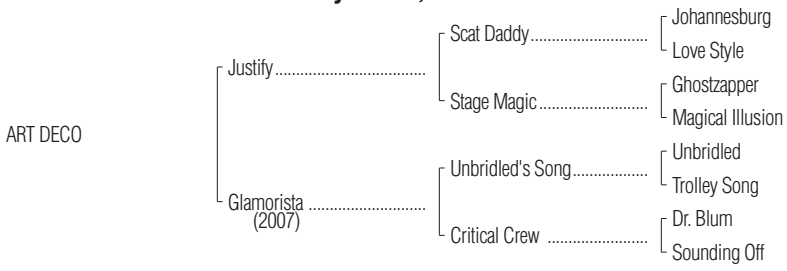 Johannesburg
Scat Daddy............................
Love Style
Justify....................................
Ghostzapper
Stage Magic..........................
Magical Illusion
ART DECO
Unbridled
Unbridled's Song..................
Trolley Song
Glamorista ............................
(2007)
Dr. Blum
Critical Crew ........................
Sounding Off